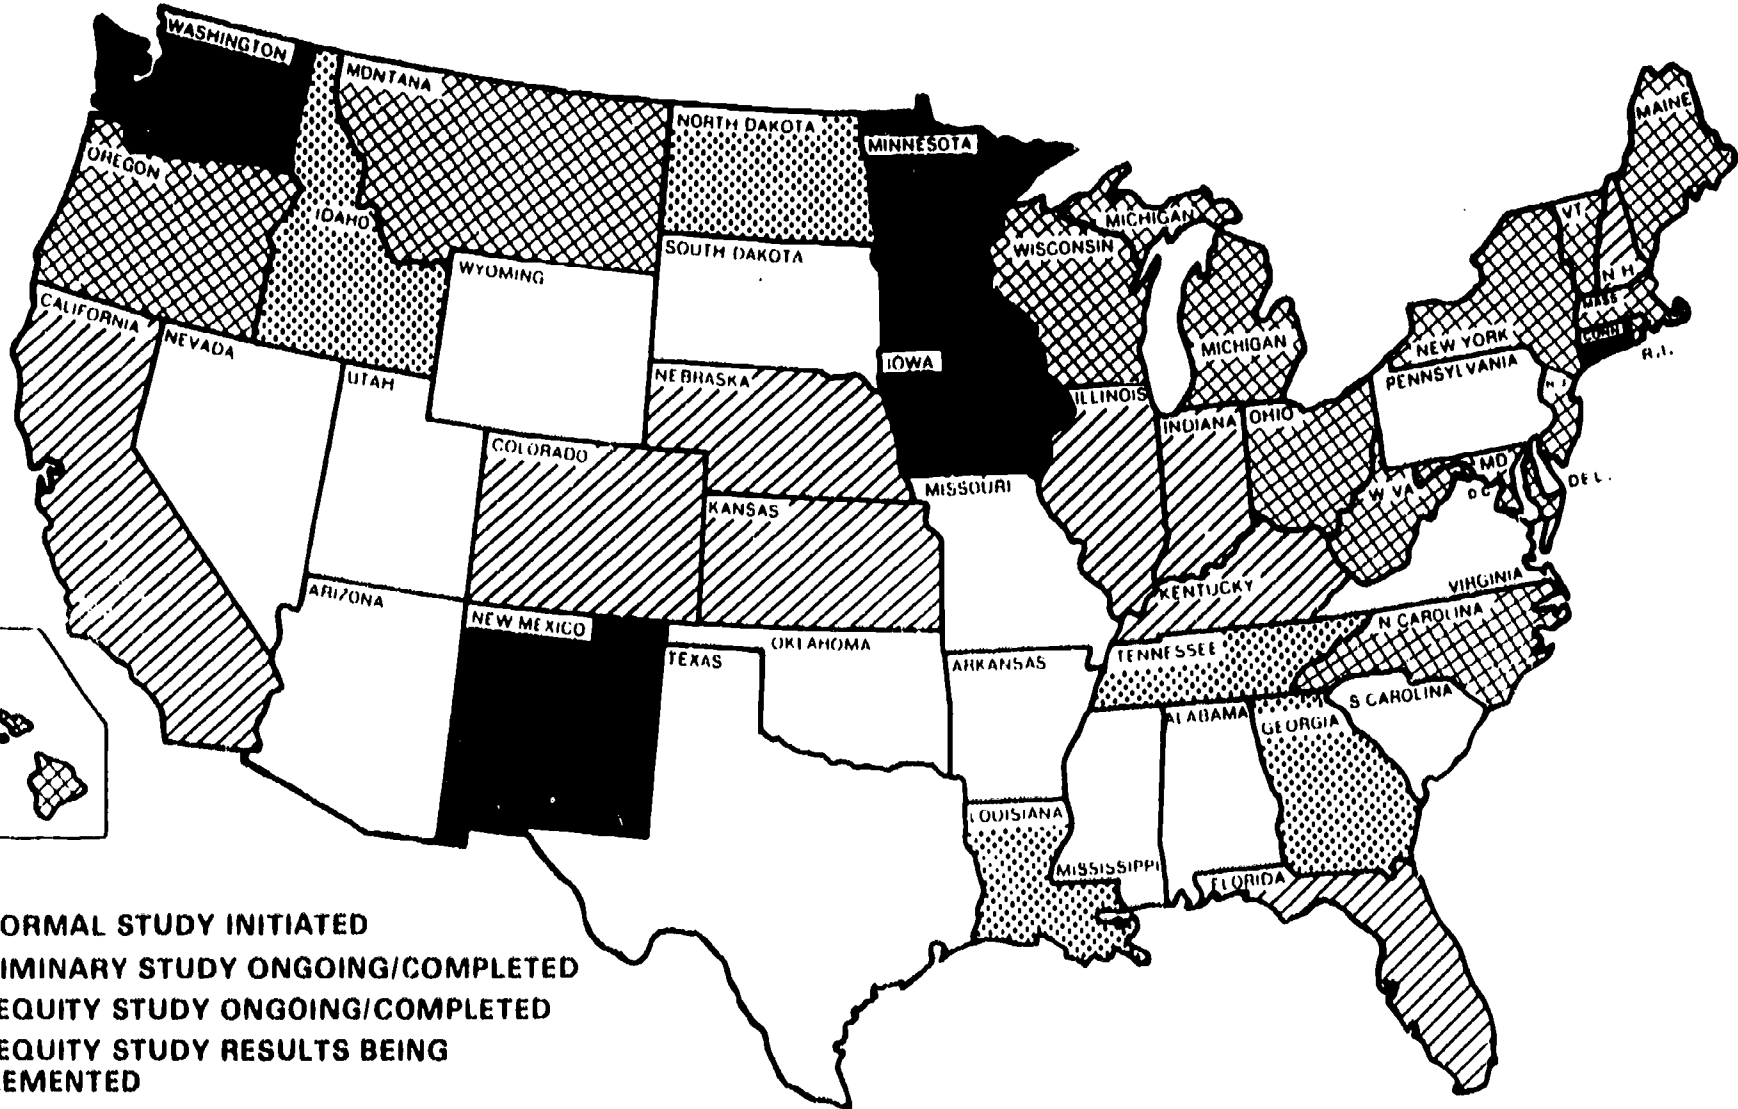 WASHINGTON
MONTANA
NORTH DAKOTA
MINNESOTA
MAINE
OREGON
IDAHO
SOUTH DAKOTA
WYOMING
WISCONSIN
MICHIGAN
VT.
N H
MASS
CONN
R.I.
CALIFORNIA
NEVADA
UTAH
NEBRASKA
IOWA
ILLINOIS
MICHIGAN
NEW YORK
PENNSYLVANIA
N J
INDIANA
OHIO
COLORADO
KANSAS
MISSOURI
W VA
MD
D C
DEL.
KENTUCKY
VIRGINIA
ARIZONA
NEW MEXICO
TEXAS
OKLAHOMA
ARKANSAS
TENNESSEE
N CAROLINA
S CAROLINA
ALABAMA
GEORGIA
LOUISIANA
MISSISSIPPI
FLORIDA
ORMAL STUDY INITIATED
IMINARY STUDY ONGOING/COMPLETED
EQUITY STUDY ONGOING/COMPLETED
EQUITY STUDY RESULTS BEING
EMENTED